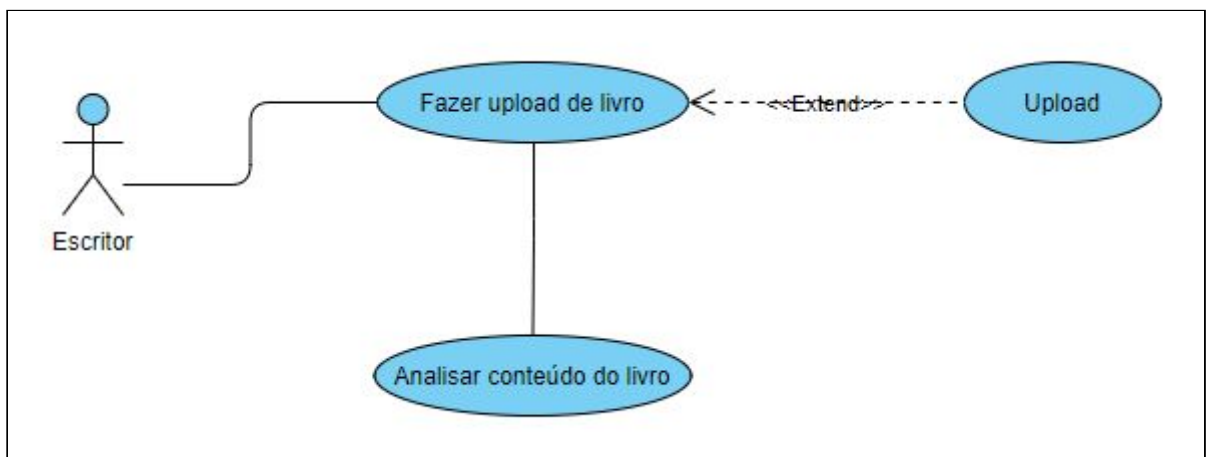 Fazer upload de livro
<<Extend>>
Upload
Escritor
Analisar conteúdo do livro